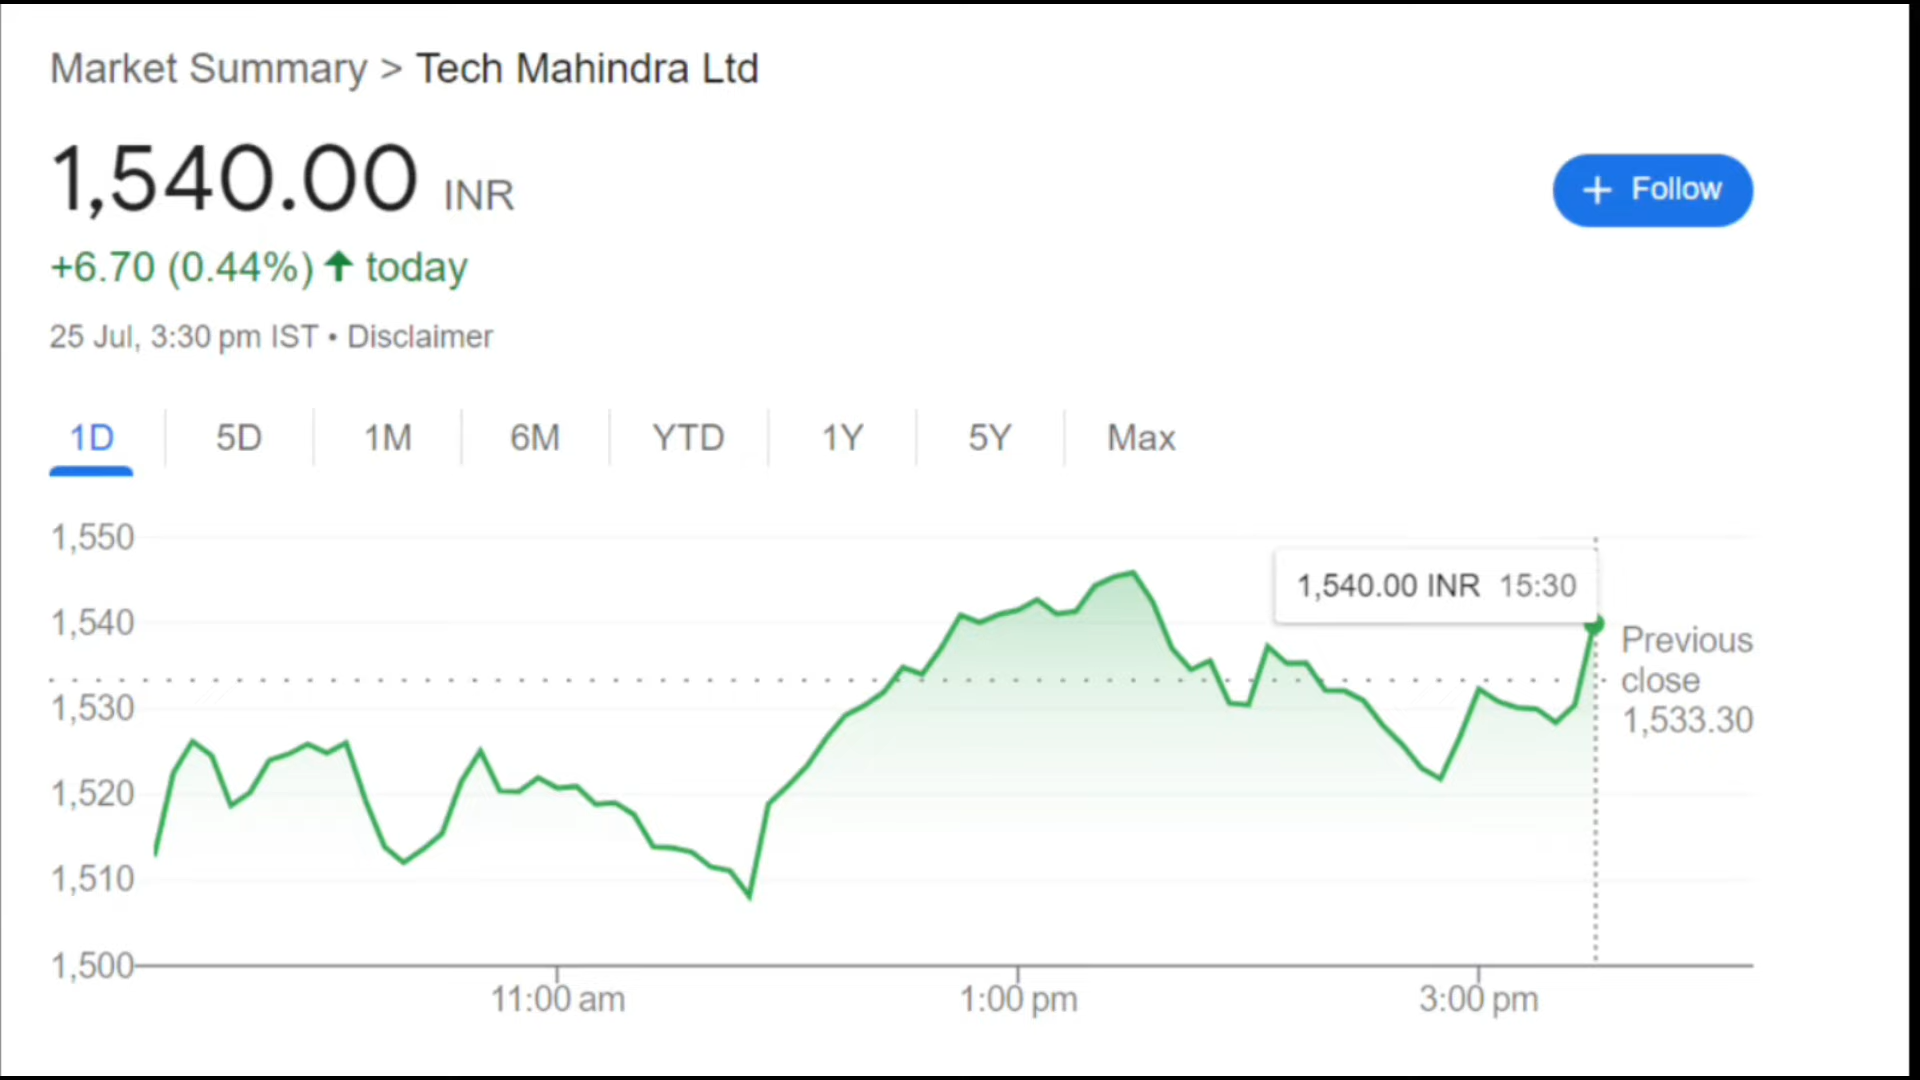 Market Summary > Tech Mahindra Ltd
1,540.00 INR
+ Follow
+6.70 (0.44%) ↑ today
25 Jul, 3:30 pm IST • Disclaimer
1D 5D 1M 6M YTD 1Y 5Y Max
1,550
1,540.00 INR 15:30
1,540
Previous
close
1,533.30
1,530
1,520
1,510
1,500
11:00 am 1:00 pm 3:00 pm